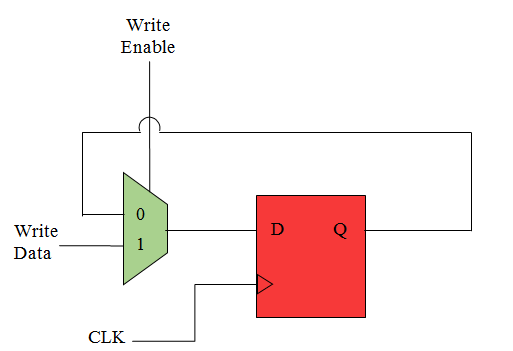 Write
Enable
0
Write
1
Data
D
Q
CLK